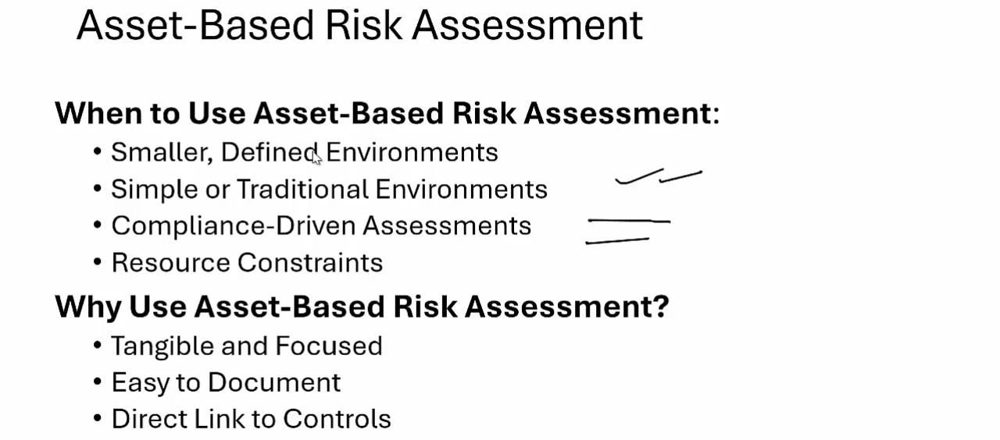 Asset-Based Risk Assessment
When to Use Asset-Based Risk Assessment:
• Smaller, Defined Environments
• Simple or Traditional Environments
• Compliance-Driven Assessments
• Resource Constraints
Why Use Asset-Based Risk Assessment?
• Tangible and Focused
• Easy to Document
• Direct Link to Controls